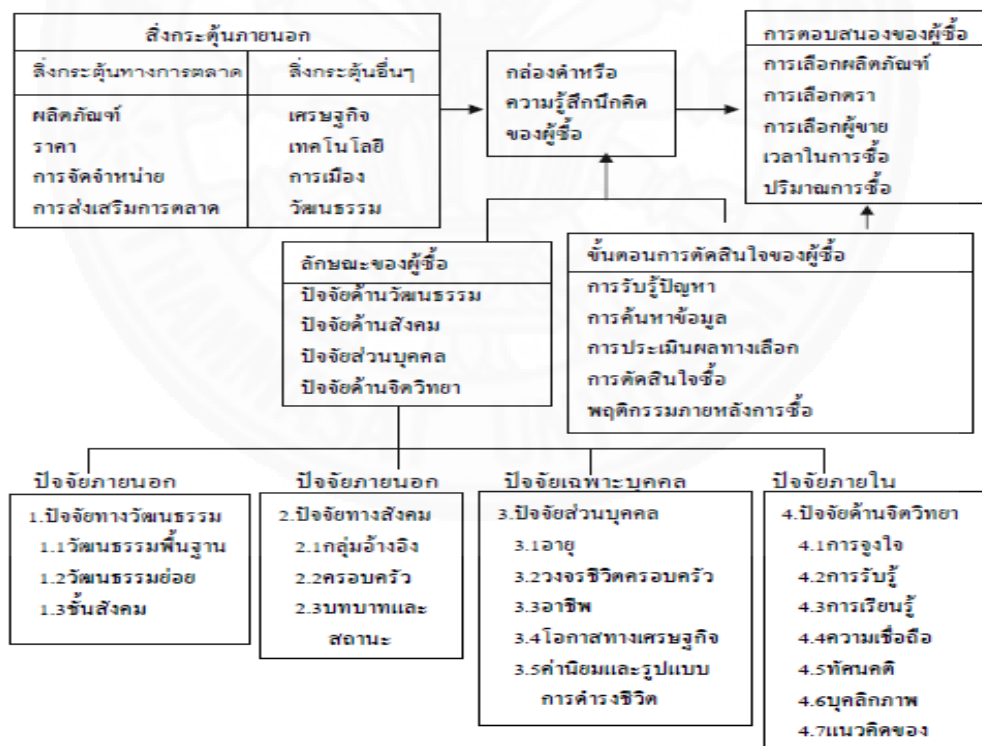 สิ่งกระตุ้นภายนอก
สิ่งกระตุ้นทางการตลาด
ผลิตภัณฑ์
ราคา
การจัดจำหน่าย
การส่งเสริมการตลาด
สิ่งกระตุ้นอื่นๆ
เศรษฐกิจ
เทคโนโลยี
การเมือง
วัฒนธรรม
กล่องดำหรือ
ความรู้สึกนึกคิด
ของผู้ซื้อ
การตอบสนองของผู้ซื้อ
การเลือกผลิตภัณฑ์
การเลือกตรา
การเลือกผู้ขาย
เวลาในการซื้อ
ปริมาณการซื้อ
ลักษณะของผู้ซื้อ
ปัจจัยด้านวัฒนธรรม
ปัจจัยด้านสังคม
ปัจจัยส่วนบุคคล
ปัจจัยด้านจิตวิทยา
ขั้นตอนการตัดสินใจของผู้ซื้อ
การรับรู้ปัญหา
การค้นหาข้อมูล
การประเมินผลทางเลือก
การตัดสินใจซื้อ
พฤติกรรมภายหลังการซื้อ
ปัจจัยภายนอก
1.ปัจจัยทางวัฒนธรรม
1.1วัฒนธรรมพื้นฐาน
1.2วัฒนธรรมย่อย
1.3ชั้นสังคม
ปัจจัยภายนอก
2.ปัจจัยทางสังคม
2.1กลุ่มอ้างอิง
2.2ครอบครัว
2.3บทบาทและ
สถานะ
ปัจจัยเฉพาะบุคคล
3.ปัจจัยส่วนบุคคล
3.1อายุ
3.2วงจรชีวิตครอบครัว
3.3อาชีพ
3.4โอกาสทางเศรษฐกิจ
3.5ค่านิยมและรูปแบบ
การดำรงชีวิต
ปัจจัยภายใน
4.ปัจจัยด้านจิตวิทยา
4.1การจูงใจ
4.2การรับรู้
4.3การเรียนรู้
4.4ความเชื่อถือ
4.5ทัศนคติ
4.6บุคลิกภาพ
4.7แนวคิดของ